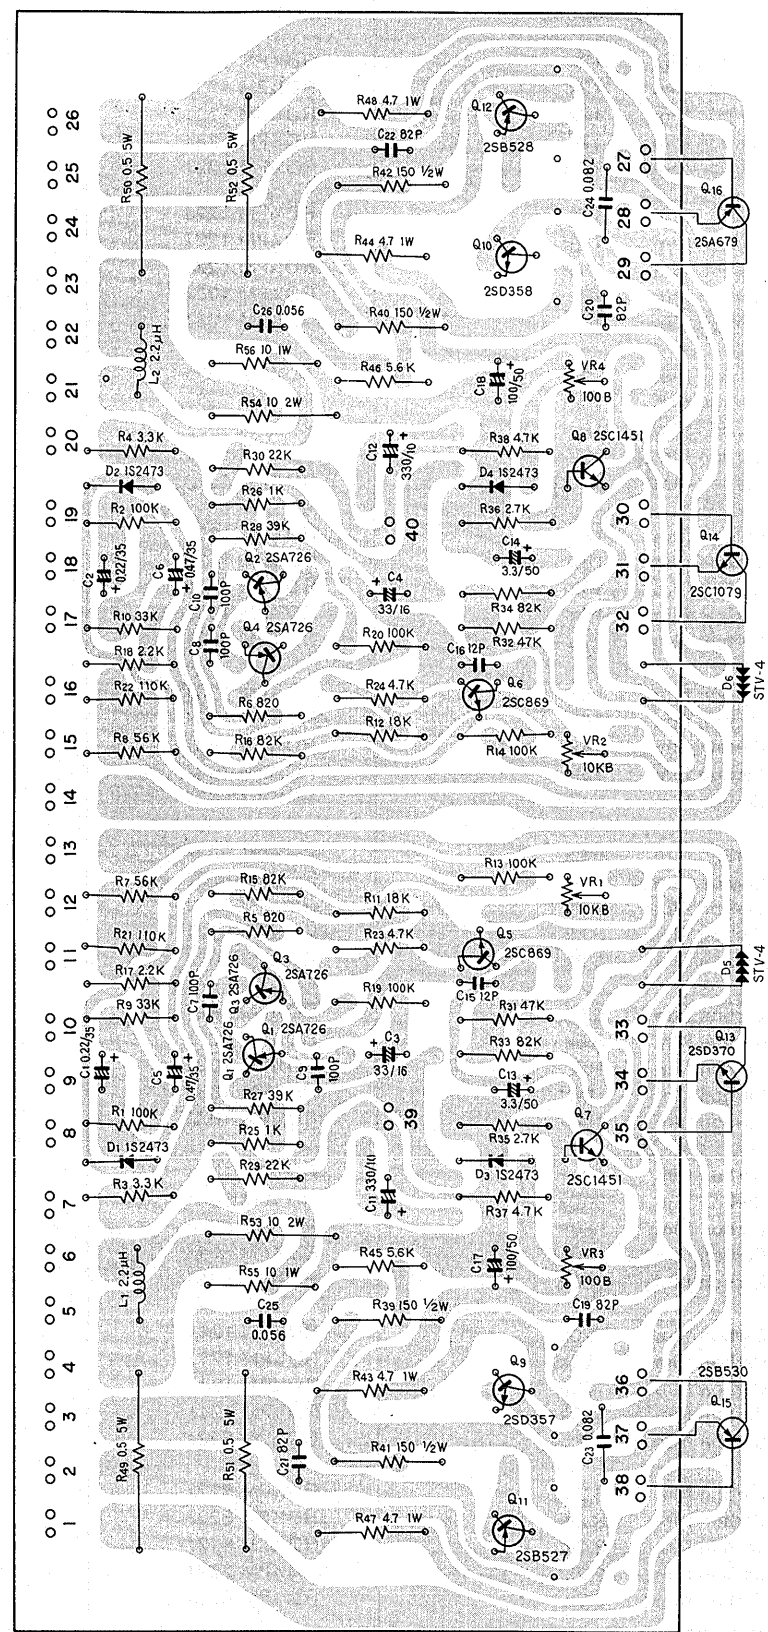 26
25
24
23
22
21
20
19
18
17
16
15
14
13
12
11
10
9
8
7
6
5
4
3
2
1
R48 4.7 1W
Q12
2SB528
C22 82P
R50 0.5 5W
R52 0.5 5W
R42 150 ½W
27
C24 0.082
28
Q16
2SA679
R44 4.7 1W
Q10
2SD358
29
L2 2.2μH
C26 0.056
R40 150 ½W
C20
82P
R56 10 1W
R46 5.6K
C18
+
100/50
VR4
100B
R54 10 2W
R4 3.3K
C12
+
330/10
R38 4.7K
Q8 2SC1451
R30 22K
D2 1S2473
D4 1S2473
R26 1K
R2 100K
R28 39K
40
R36 2.7K
30
Q14
2SC1079
C2
+
0.22/35
C6
+
0.47/35
Q2 2SA726
C14
+
3.3/50
31
C10
100P
C4
+
33/16
R34 82K
R10 33K
Q4 2SA726
32
C8
100P
R20 100K
R32 47K
R18 2.2K
C16 12P
D6
STV-4
R22 110K
R24 4.7K
Q6
2SC869
R6 820
R12 18K
R8 56K
R16 82K
R14 100K
VR2
10KB
R7 56K
R15 82K
R13 100K
VR1
10KB
R11 18K
R5 820
R21 110K
R23 4.7K
Q5
2SC869
D5
STV-4
R17 2.2K
Q3
2SA726
C7 100P
Q3 2SA726
C15 12P
R19 100K
R9 33K
R31 47K
33
Q13
2SD370
C1 0.22/35
+
C5
+
0.47/35
Q1 2SA726
Q1 2SA726
C3
+
33/16
R33 82K
C9
100P
34
C13
+
3.3/50
R27 39K
39
R1 100K
R25 1K
R35 2.7K
Q7
2SC1451
35
D1 1S2473
R29 22K
D3 1S2473
R3 3.3K
C11 330/10
+
R37 4.7K
R53 10 2W
L1 2.2μH
R45 5.6K
C17
+ 100/50
VR3
100B
R55 10 1W
C25
0.056
R39 150 ½W
C19 82P
R43 4.7 1W
Q9
2SD357
36
2SB530
Q15
R49 0.5 5W
R51 0.5 5W
C21 82P
R41 150 ½W
C23 0.082
37
38
Q11
2SB527
R47 4.7 1W